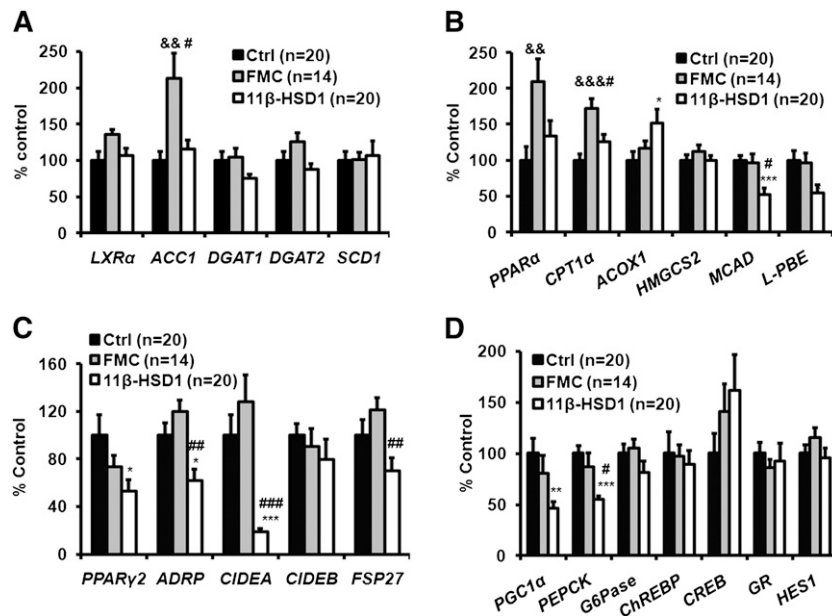 A
&& #
Ctrl (n=20)
FMC (n=14)
11β-HSD1 (n=20)
% control
250
200
150
100
50
0
LXRα ACC1 DGAT1 DGAT2 SCD1
B
&&
&&&#
*
#
***
Ctrl (n=20)
FMC (n=14)
11β-HSD1 (n=20)
% Control
250
200
150
100
50
0
PPARα CPT1α ACOX1 HMGCS2 MCAD L-PBE
C
Ctrl (n=20)
FMC (n=14)
11β-HSD1 (n=20)
% Control
160
120
80
40
0
*
##
*
###
***
##
PPARγ2 ADRP CIDEA CIDEB FSP27
D
Ctrl (n=20)
FMC (n=14)
11β-HSD1 (n=20)
% Control
200
150
100
50
0
**
#
***
PGC1α PEPCK G6Pase ChREBP CREB GR HES1